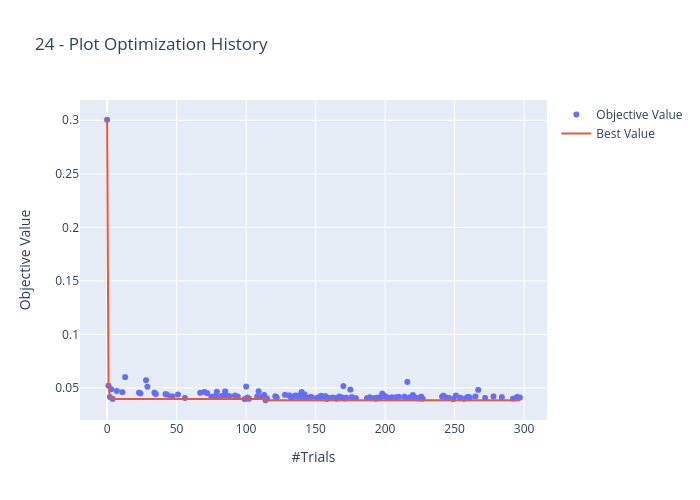 24 - Plot Optimization History
Objective Value
Best Value
0.3
0.25
0.2
0.15
0.1
0.05
Objective Value
0
50
100
150
200
250
300
#Trials